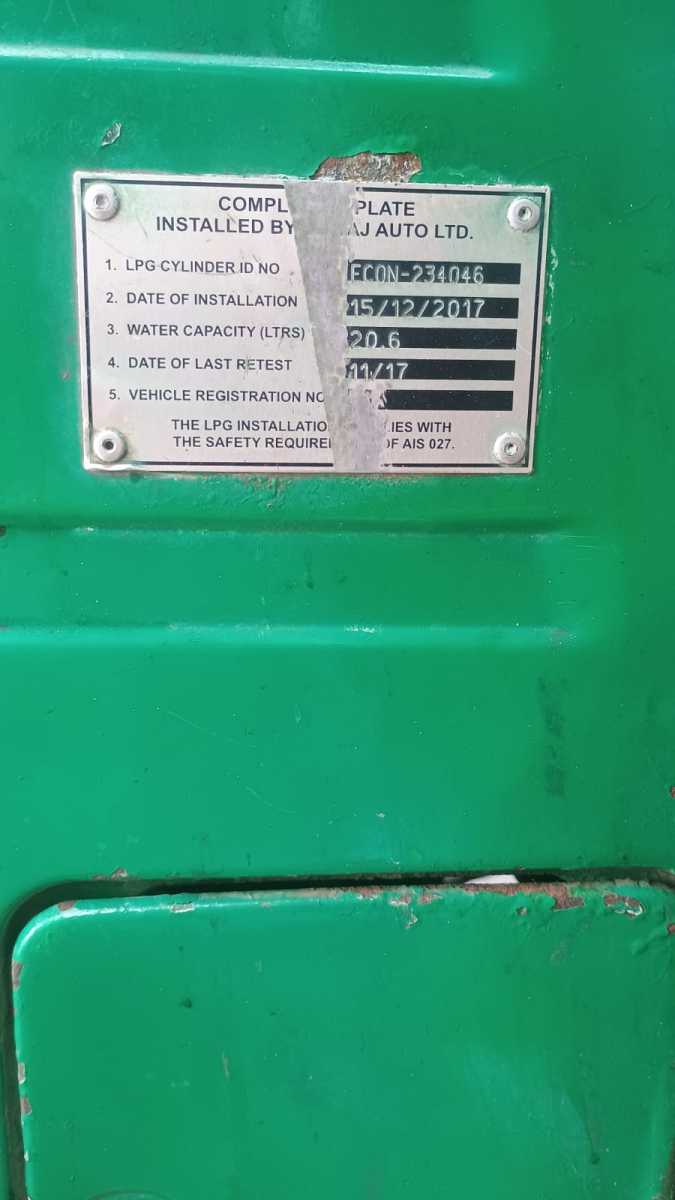 COMPL PLATE
INSTALLED BY AJ AUTO LTD.
1. LPG CYLINDER ID NO ECON-234046
2. DATE OF INSTALLATION 15/12/2017
3. WATER CAPACITY (LTRS) 20.6
4. DATE OF LAST RETEST 11/17
5. VEHICLE REGISTRATION NO
THE LPG INSTALLATIO IES WITH
THE SAFETY REQUIRE OF AIS 027.